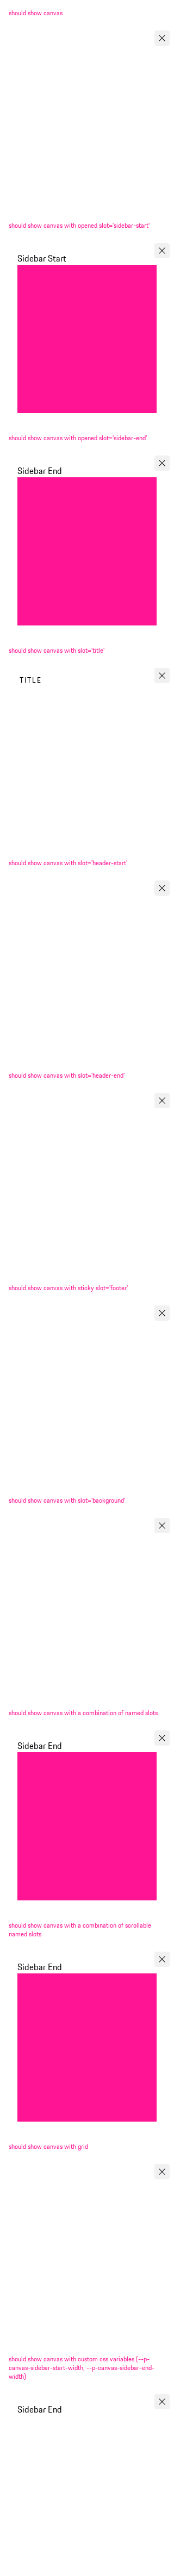 should show canvas
should show canvas with opened slot='sidebar-start'
Sidebar Start
should show canvas with opened slot='sidebar-end'
Sidebar End
should show canvas with slot='title'
TITLE
should show canvas with slot='header-start'
should show canvas with slot='header-end'
should show canvas with sticky slot='footer'
should show canvas with slot='background'
should show canvas with a combination of named slots
Sidebar End
should show canvas with a combination of scrollable
named slots
Sidebar End
should show canvas with grid
should show canvas with custom css variables (--p-
canvas-sidebar-start-width, --p-canvas-sidebar-end-
width)
Sidebar End